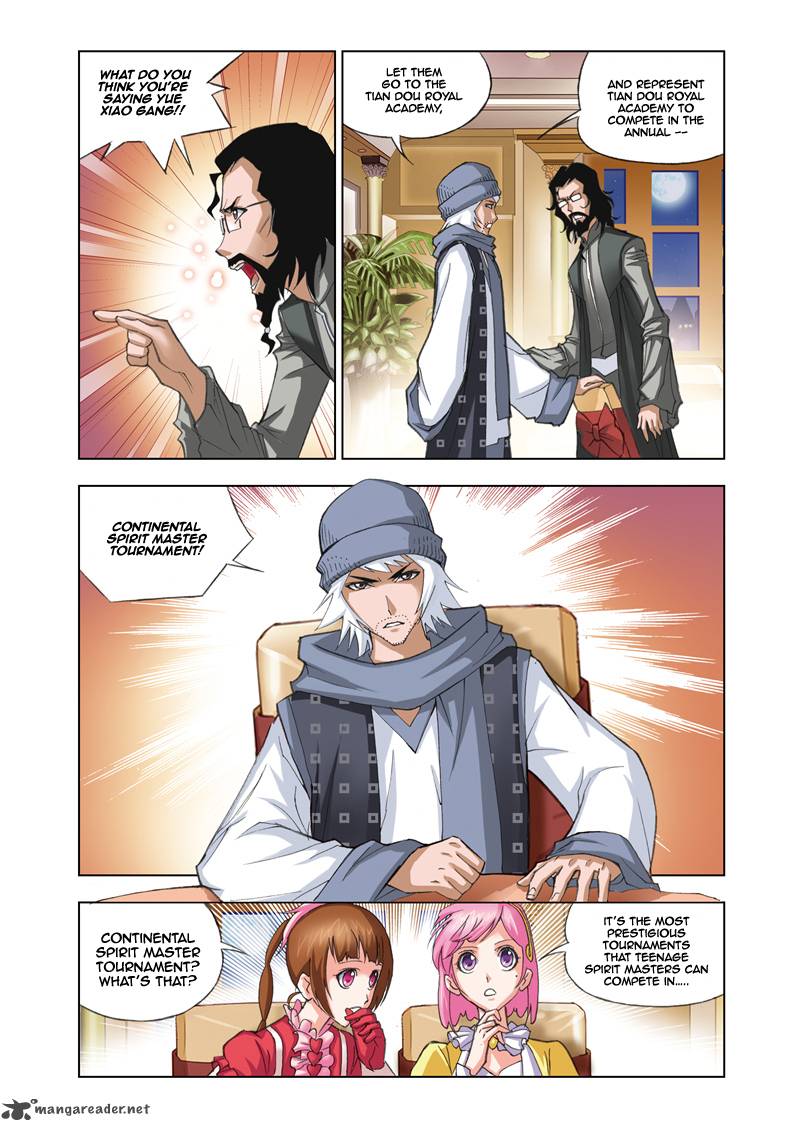 WHAT DO YOU
THINK YOU'RE
SAYING YUE
XIAO GANG!!
LET THEM
GO TO THE
TIAN DOU ROYAL
ACADEMY,
AND REPRESENT
TIAN DOU ROYAL
ACADEMY TO
COMPETE IN THE
ANNUAL --
CONTINENTAL
SPIRIT MASTER
TOURNAMENT!
CONTINENTAL
SPIRIT MASTER
TOURNAMENT?
WHAT'S THAT?
IT'S THE MOST
PRESTIGIOUS
TOURNAMENTS
THAT TEENAGE
SPIRIT MASTERS CAN
COMPETE IN.....
mangareader.net